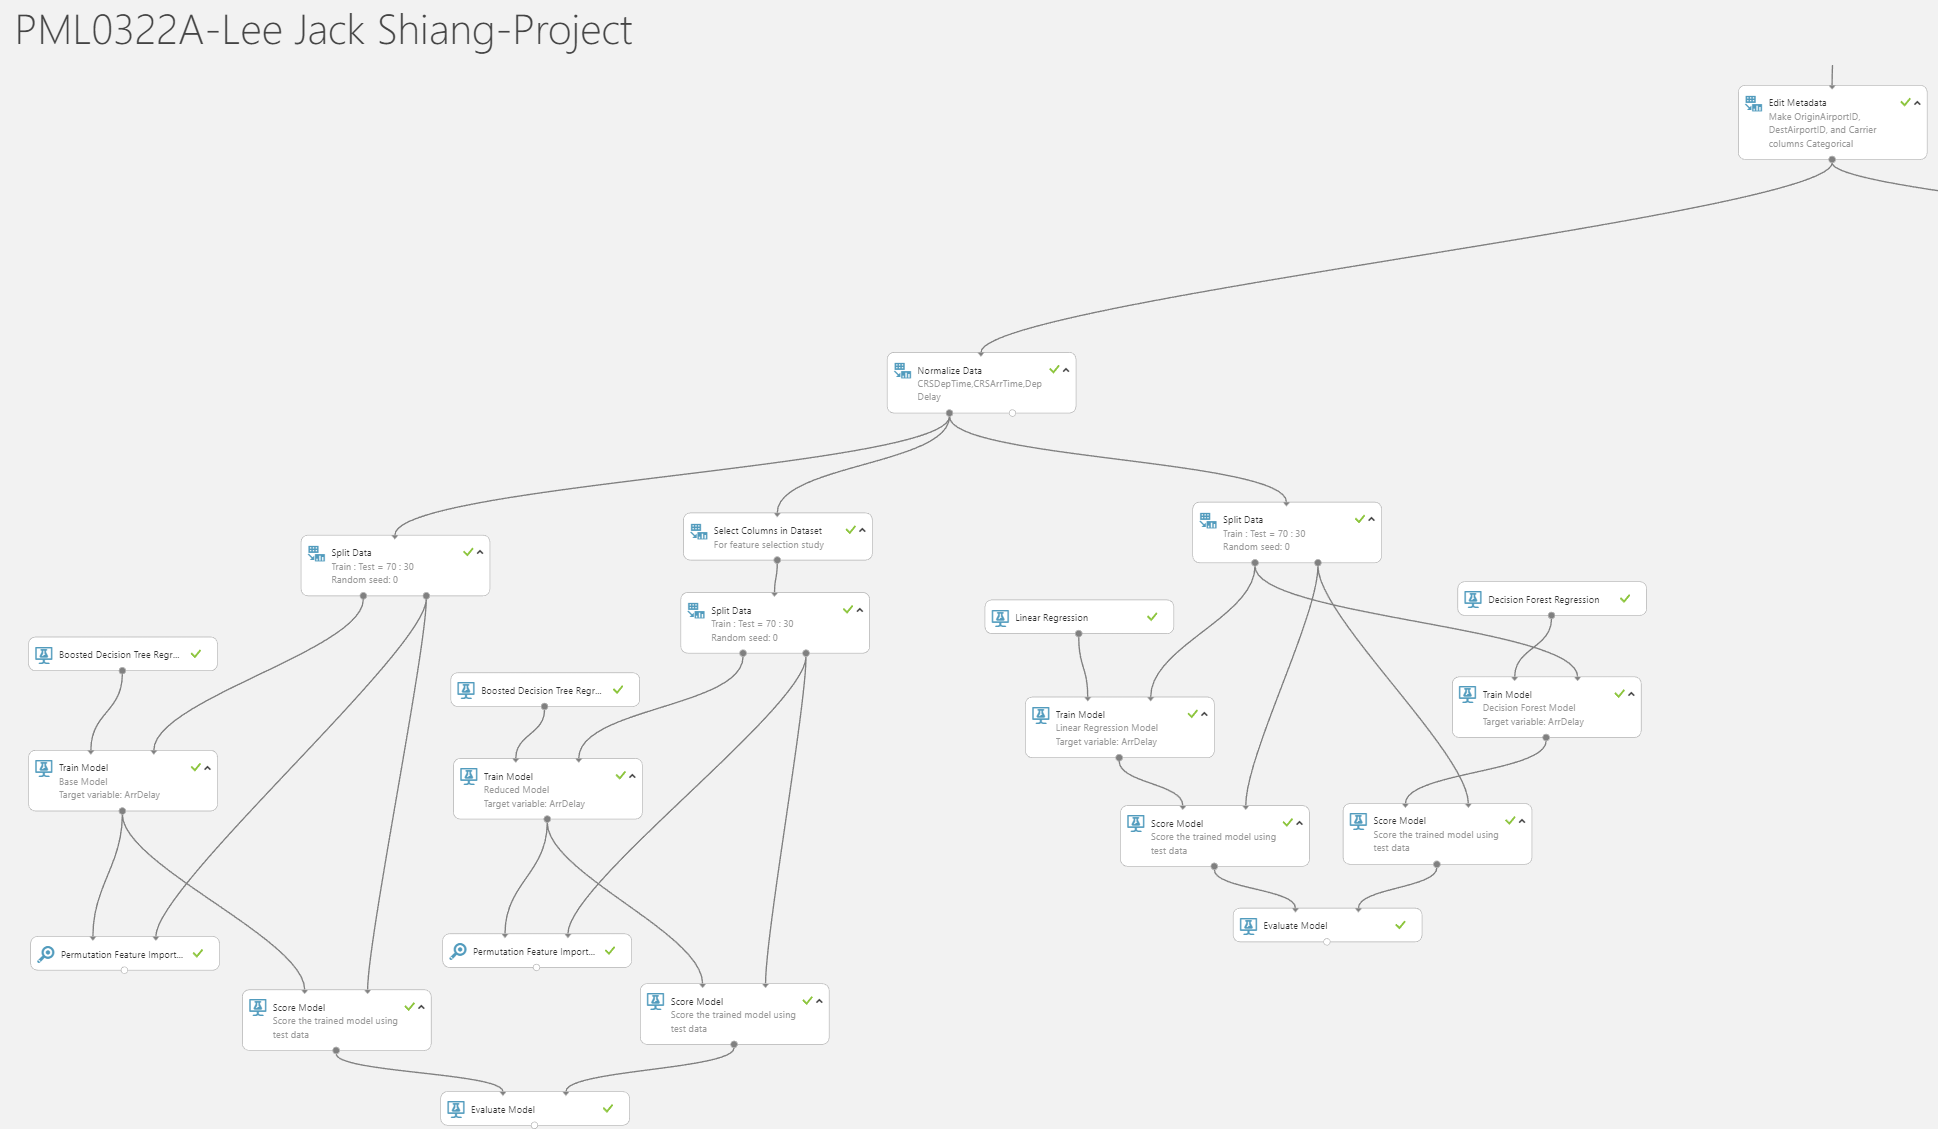 PML0322A-Lee Jack Shiang-Project
Edit Metadata
Make OriginAirportID,
DestAirportID, and Carrier
columns Categorical
Normalize Data
CRSDepTime,CRSArrTime,Dep
Delay
Split Data
Train : Test = 70 : 30
Random seed: 0
Select Columns in Dataset
For feature selection study
Split Data
Train : Test = 70 : 30
Random seed: 0
Split Data
Train : Test = 70 : 30
Random seed: 0
Boosted Decision Tree Regr...
Boosted Decision Tree Regr...
Linear Regression
Decision Forest Regression
Train Model
Base Model
Target variable: ArrDelay
Train Model
Reduced Model
Target variable: ArrDelay
Train Model
Linear Regression Model
Target variable: ArrDelay
Train Model
Decision Forest Model
Target variable: ArrDelay
Score Model
Score the trained model using
test data
Score Model
Score the trained model using
test data
Evaluate Model
Permutation Feature Import...
Permutation Feature Import...
Score Model
Score the trained model using
test data
Score Model
Score the trained model using
test data
Evaluate Model